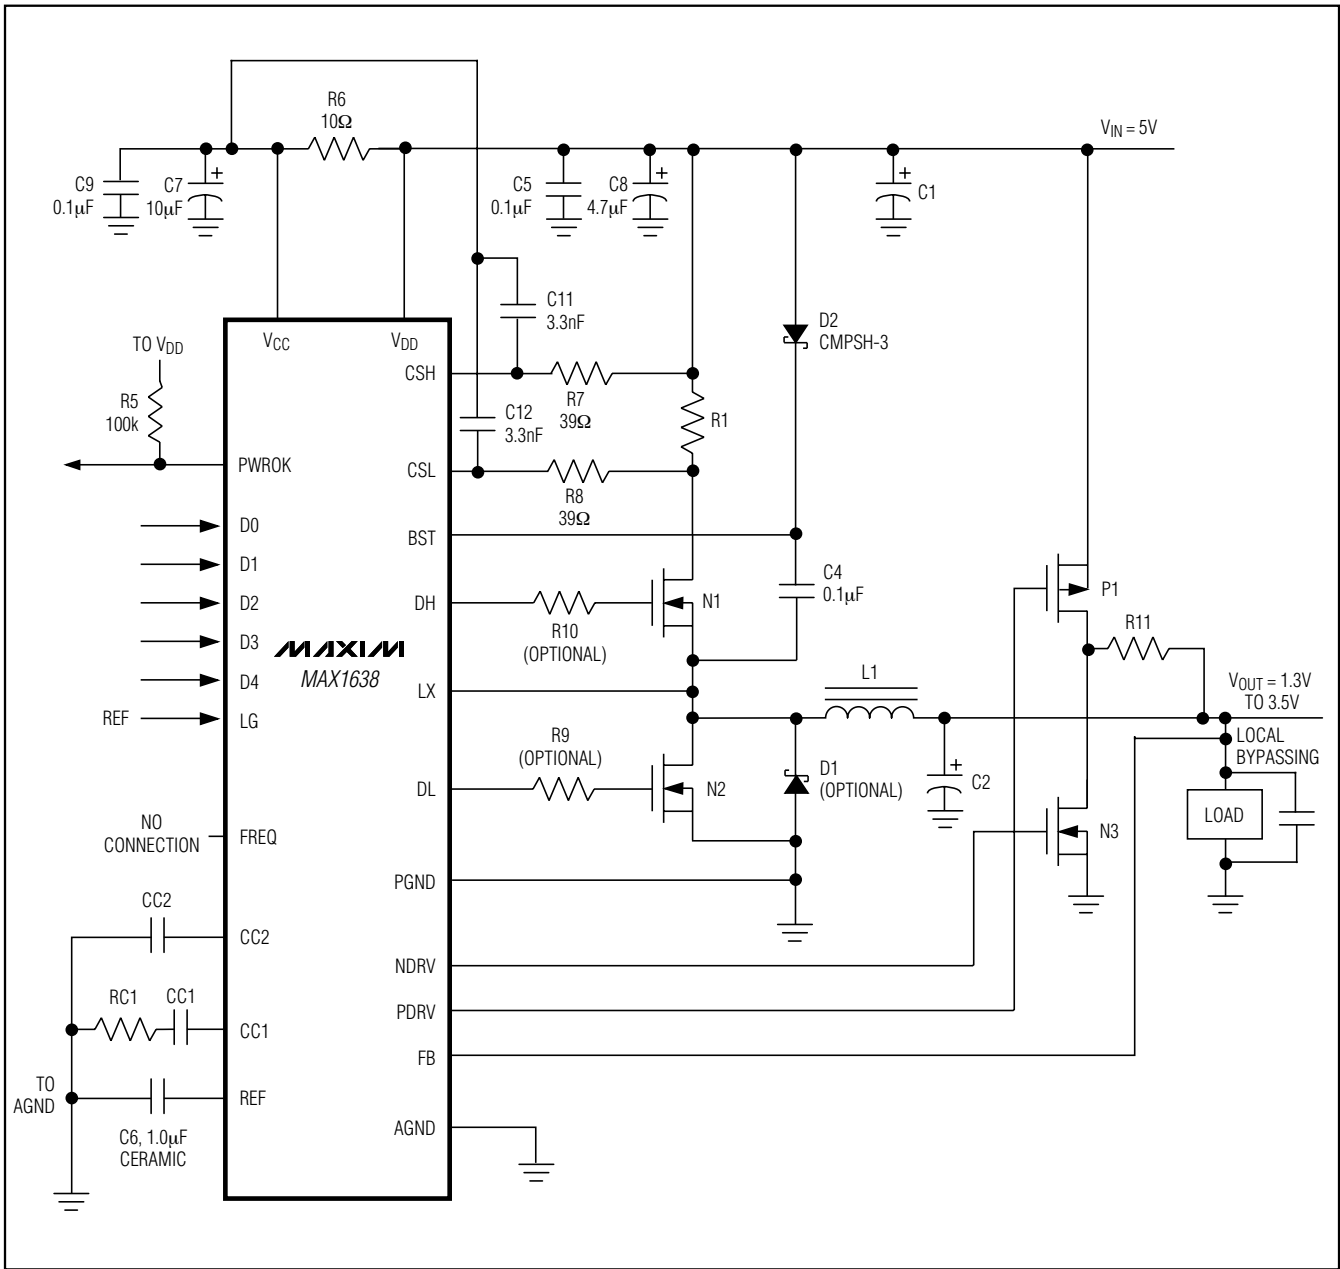 R6
10Ω
V_IN = 5V
C9
0.1μF
C7
10μF
+
C5
0.1μF
C8
4.7μF
+
+
C1
C11
3.3nF
D2
CMPSH-3
TO V_DD
V_CC
V_DD
CSH
R5
100k
R7
39Ω
C12
3.3nF
R1
PWROK
CSL
R8
39Ω
D0
BST
D1
C4
0.1μF
P1
D2
DH
N1
R10
(OPTIONAL)
R11
D3
MAXIM
MAX1638
D4
LX
L1
V_OUT = 1.3V
TO 3.5V
REF
LG
R9
(OPTIONAL)
LOCAL
BYPASSING
DL
N2
D1
(OPTIONAL)
+
C2
LOAD
NO
CONNECTION
FREQ
N3
PGND
CC2
CC2
NDRV
RC1
CC1
CC1
PDRV
FB
TO
AGND
REF
C6, 1.0μF
CERAMIC
AGND